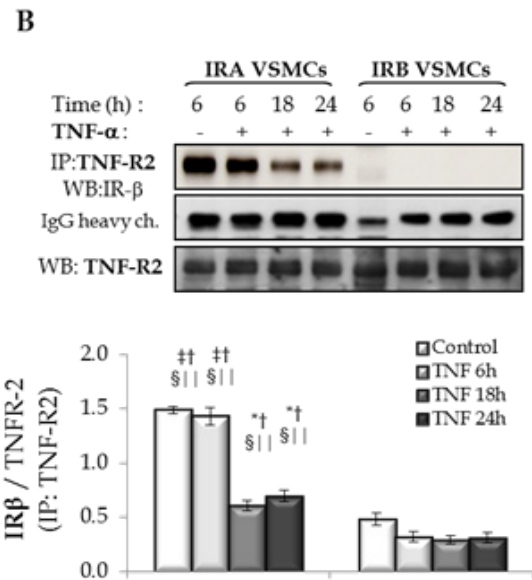 B
IRA VSMCs IRB VSMCs
Time (h) : 6 6 18 24 6 6 18 24
TNF-α : - + + + - + + +
IP:TNF-R2
WB:IR-β
IgG heavy ch.
WB: TNF-R2
IRβ / TNFR-2
(IP: TNF-R2)
2.0
1.5
1.0
0.5
0.0
‡† ‡†
§|| §||
*† *†
§|| §||
Control
TNF 6h
TNF 18h
TNF 24h